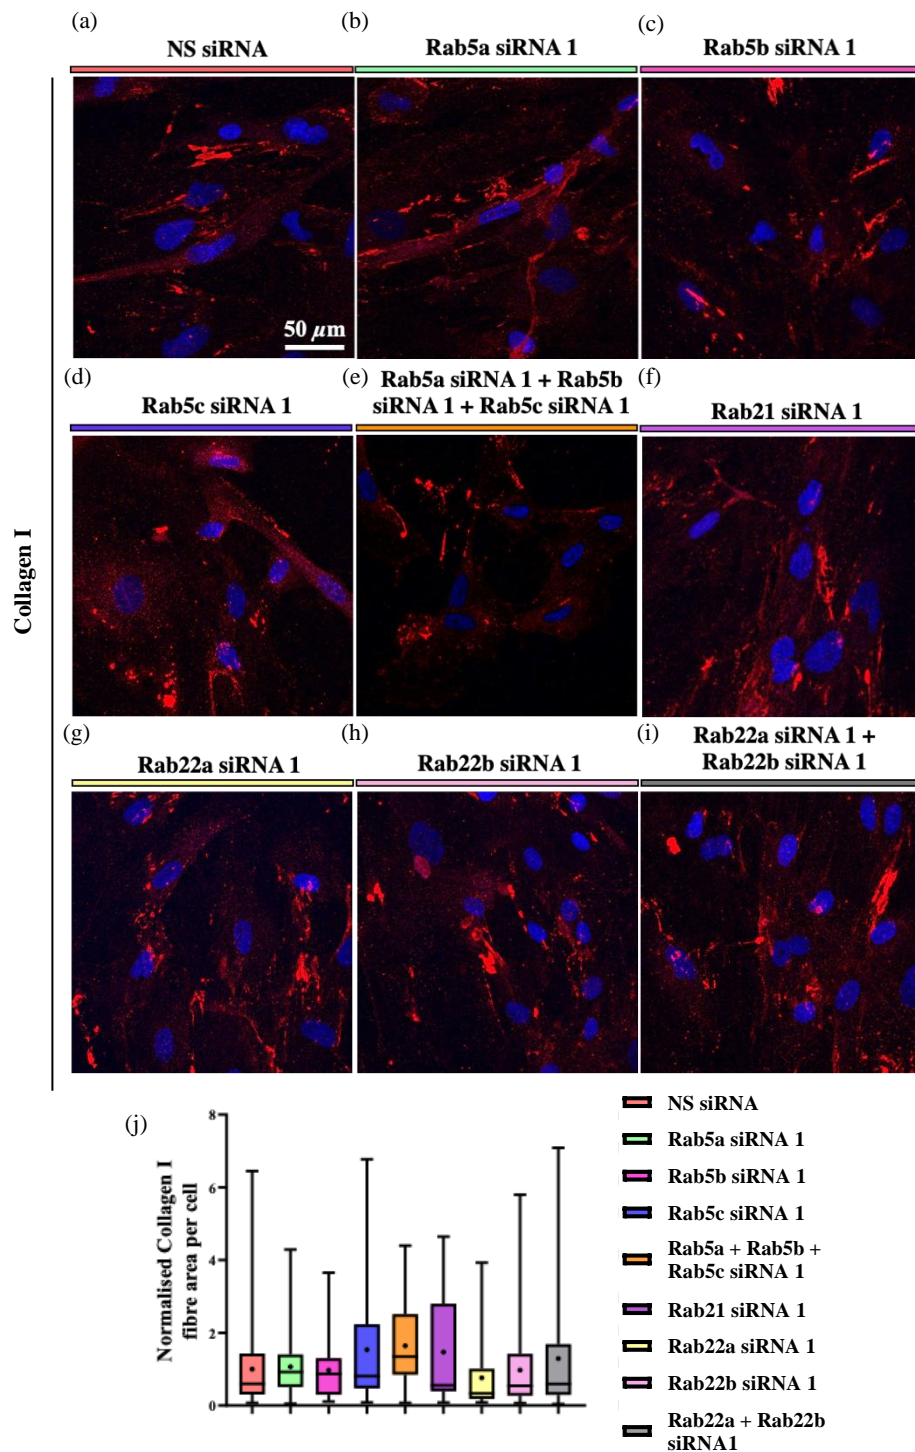 (a)
NS siRNA
(b)
Rab5a siRNA 1
(c)
Rab5b siRNA 1
50 µm
(d)
Rab5c siRNA 1
(e)
Rab5a siRNA 1 + Rab5b
siRNA 1 + Rab5c siRNA 1
(f)
Rab21 siRNA 1
Collagen I
(g)
Rab22a siRNA 1
(h)
Rab22b siRNA 1
(i)
Rab22a siRNA 1 +
Rab22b siRNA 1
(j)
Normalised Collagen I
fibre area per cell
8
6
4
2
0
NS siRNA
Rab5a siRNA 1
Rab5b siRNA 1
Rab5c siRNA 1
Rab5a + Rab5b +
Rab5c siRNA 1
Rab21 siRNA 1
Rab22a siRNA 1
Rab22b siRNA 1
Rab22a + Rab22b
siRNA1